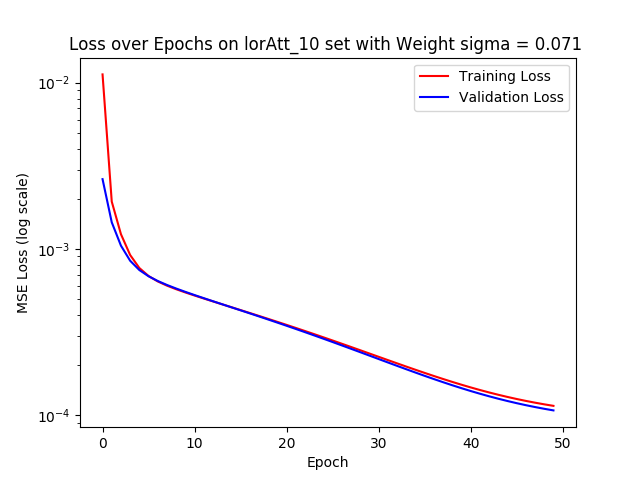 Loss over Epochs on lorAtt_10 set with Weight sigma = 0.071
Training Loss
Validation Loss
MSE Loss (log scale)
10⁻²
10⁻³
10⁻⁴
0 10 20 30 40 50
Epoch